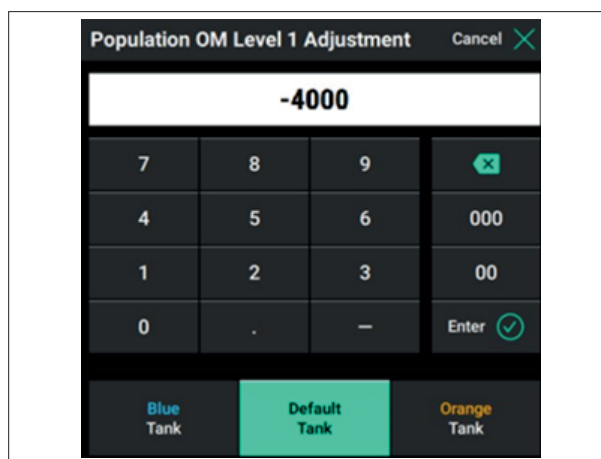 Population OM Level 1 Adjustment Cancel
-4000
7 8 9
4 5 6 000
1 2 3 00
0 . – Enter
Blue Default Orange
Tank Tank Tank